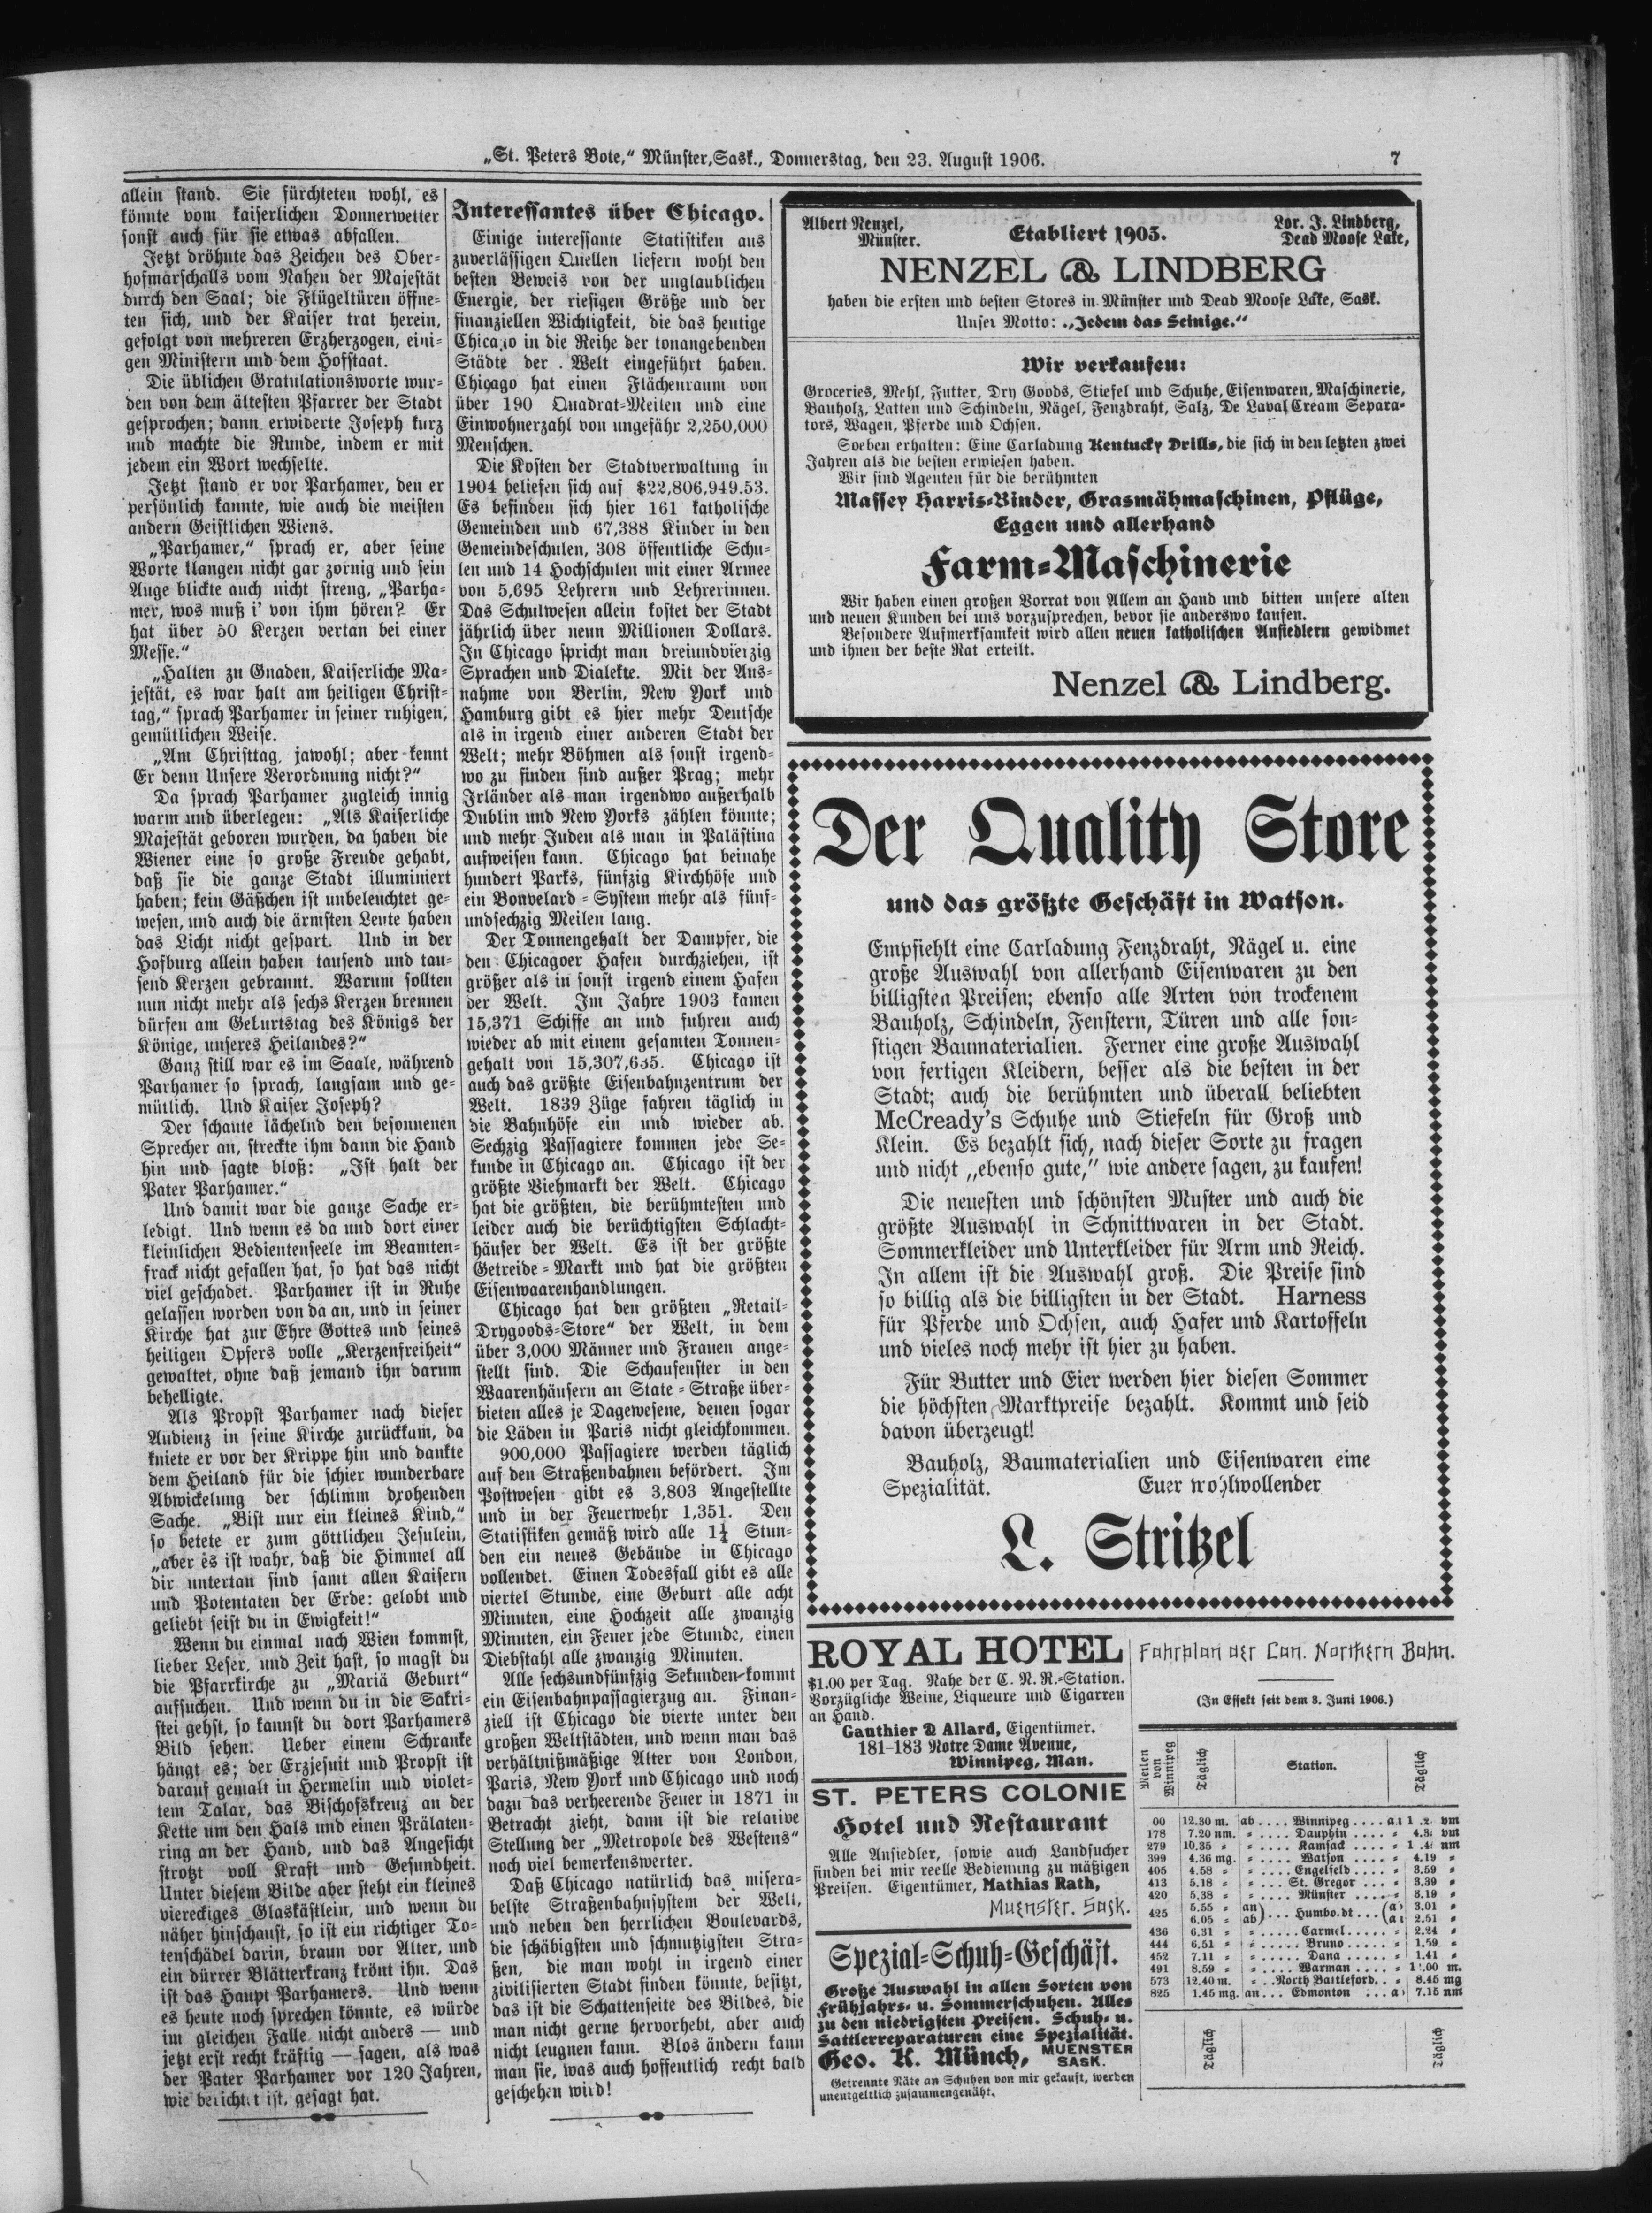 „St. Peters Bote,“ Münster, Sask., Donnerstag, den 23. August 1906.
7
allein stand. Sie fürchteten wohl, es
könnte vom kaiserlichen Donnerwetter
sonst auch für sie etwas abfallen.
Jetzt dröhnte das Zeichen des Ober-
hofmarschalls vom Nahen der Majestät
durch den Saal; die Flügeltüren öffne-
ten sich, und der Kaiser trat herein,
gefolgt von mehreren Erzherzogen, eini-
gen Ministern und dem Hofstaat.
Die üblichen Gratulationsworte wur-
den von dem ältesten Pfarrer der Stadt
gesprochen; dann erwiderte Joseph kurz
und machte die Runde, indem er mit
jedem ein Wort wechselte.
Jetzt stand er vor Parhamer, den er
persönlich kannte, wie auch die meisten
andern Geistlichen Wiens.
„Parhamer,“ sprach er, aber seine
Worte klangen nicht gar zornig und sein
Auge blickte auch nicht streng, „Parha-
mer, wos muß i’ von ihm hören? Er
hat über 50 Kerzen vertan bei einer
Messe.“
„Halten zu Gnaden, Kaiserliche Ma-
jestät, es war halt am heiligen Christ-
tag,“ sprach Parhamer in seiner ruhigen,
gemütlichen Weise.
„Am Christtag, jawohl; aber kennt
Er denn Unsere Verordnung nicht?“
Da sprach Parhamer zugleich innig
warm und überlegen: „Als Kaiserliche
Majestät geboren wurden, da haben die
Wiener eine so große Freude gehabt,
daß sie die ganze Stadt illuminiert
haben; kein Gäßchen ist unbeleuchtet ge-
wesen, und auch die ärmsten Leute haben
das Licht nicht gespart. Und in der
Hofburg allein haben tausend und tau-
send Kerzen gebrannt. Warum sollten
nun nicht mehr als sechs Kerzen brennen
dürfen am Geburtstag des Königs der
Könige, unseres Heilandes?“
Ganz still war es im Saale, während
Parhamer so sprach, langsam und ge-
mütlich. Und Kaiser Joseph?
Der schaute lächelnd den besonnenen
Sprecher an, streckte ihm dann die Hand
hin und sagte bloß: „Ist halt der
Pater Parhamer.“
Und damit war die ganze Sache er-
ledigt. Und wenn es da und dort einer
kleinlichen Bedientenseele im Beamten-
frack nicht gefallen hat, so hat das nicht
viel geschadet. Parhamer ist in Ruhe
gelassen worden von da an, und in seiner
Kirche hat zur Ehre Gottes und seines
heiligen Opfers volle „Kerzenfreiheit“
gewaltet, ohne daß jemand ihn darum
behelligte.
Als Propst Parhamer nach dieser
Audienz in seine Kirche zurückkam, da
kniete er vor der Krippe hin und dankte
dem Heiland für die schier wunderbare
Abwickelung der schlimm drohenden
Sache. „Bist nur ein kleines Kind,“
so betete er zum göttlichen Jesulein,
„aber es ist wahr, daß die Himmel all
dir untertan sind samt allen Kaisern
und Potentaten der Erde: gelobt und
geliebt seist du in Ewigkeit!“
Wenn du einmal nach Wien kommst,
lieber Leser, und Zeit hast, so magst du
die Pfarrkirche zu „Mariä Geburt“
aufsuchen. Und wenn du in die Sakri-
stei gehst, so kannst du dort Parhamers
Bild sehen. Ueber einem Schranke
hängt es; der Erzjesuit und Propst ist
darauf gemalt in Hermelin und violet-
tem Talar, das Bischofskreuz an der
Kette um den Hals und einen Prälaten-
ring an der Hand, und das Angesicht
strotzt voll Kraft und Gesundheit.
Unter diesem Bilde aber steht ein kleines
viereckiges Glaskästlein, und wenn du
näher hinschaust, so ist ein richtiger To-
tenschädel darin, braun vor Alter, und
ein dürrer Blätterkranz krönt ihn. Das
ist das Haupt Parhamers. Und wenn
es heute noch sprechen könnte, es würde
im gleichen Falle nicht anders — und
jetzt erst recht kräftig — sagen, als was
der Pater Parhamer vor 120 Jahren,
wie berichtet ist, gesagt hat.
Interessantes über Chicago.
Einige interessante Statistiken aus
zuverlässigen Quellen liefern wohl den
besten Beweis von der unglaublichen
Energie, der riesigen Größe und der
finanziellen Wichtigkeit, die das heutige
Chicago in die Reihe der tonangebenden
Städte der Welt eingeführt haben.
Chicago hat einen Flächenraum von
über 190 Quadrat-Meilen und eine
Einwohnerzahl von ungefähr 2,250,000
Menschen.
Die Kosten der Stadtverwaltung in
1904 beliefen sich auf $22,806,949.53.
Es befinden sich hier 161 katholische
Gemeinden und 67,388 Kinder in den
Gemeindeschulen, 308 öffentliche Schu-
len und 14 Hochschulen mit einer Armee
von 5,695 Lehrern und Lehrerinnen.
Das Schulwesen allein kostet der Stadt
jährlich über neun Millionen Dollars.
In Chicago spricht man dreiundvierzig
Sprachen und Dialekte. Mit der Aus-
nahme von Berlin, New York und
Hamburg gibt es hier mehr Deutsche
als in irgend einer anderen Stadt der
Welt; mehr Böhmen als sonst irgend-
wo zu finden sind außer Prag; mehr
Irländer als man irgendwo außerhalb
Dublin und New Yorks zählen könnte;
und mehr Juden als man in Palästina
aufweisen kann. Chicago hat beinahe
hundert Parks, fünfzig Kirchhöfe und
ein Bouvelard-System mehr als fünf-
undsechzig Meilen lang.
Der Tonnengehalt der Dampfer, die
den Chicagoer Hafen durchziehen, ist
größer als in sonst irgend einem Hafen
der Welt. Im Jahre 1903 kamen
15,371 Schiffe an und fuhren auch
wieder ab mit einem gesamten Tonnen-
gehalt von 15,307,635. Chicago ist
auch das größte Eisenbahnzentrum der
Welt. 1839 Züge fahren täglich in
die Bahnhöfe ein und wieder ab.
Sechzig Passagiere kommen jede Se-
kunde in Chicago an. Chicago ist der
größte Viehmarkt der Welt. Chicago
hat die größten, die berühmtesten und
leider auch die berüchtigsten Schlacht-
häuser der Welt. Es ist der größte
Getreide-Markt und hat die größten
Eisenwaarenhandlungen.
Chicago hat den größten „Retail-
Drygoods-Store“ der Welt, in dem
über 3,000 Männer und Frauen ange-
stellt sind. Die Schaufenster in den
Waarenhäusern an State-Straße über-
bieten alles je Dagewesene, denen sogar
die Läden in Paris nicht gleichkommen.
900,000 Passagiere werden täglich
auf den Straßenbahnen befördert. Im
Postwesen gibt es 3,803 Angestellte
und in der Feuerwehr 1,351. Den
Statistiken gemäß wird alle 1¼ Stun-
den ein neues Gebäude in Chicago
vollendet. Einen Todesfall gibt es alle
viertel Stunde, eine Geburt alle acht
Minuten, eine Hochzeit alle zwanzig
Minuten, ein Feuer jede Stunde, einen
Diebstahl alle zwanzig Minuten.
Alle sechsundfünfzig Sekunden kommt
ein Eisenbahnpassagierzug an. Finan-
ziell ist Chicago die vierte unter den
großen Weltstädten, und wenn man das
verhältnißmäßige Alter von London,
Paris, New York und Chicago und noch
dazu das verheerende Feuer in 1871 in
Betracht zieht, dann ist die relative
Stellung der „Metropole des Westens“
noch viel bemerkenswerter.
Daß Chicago natürlich das misera-
belste Straßenbahnsystem der Welt,
und neben den herrlichen Boulevards,
die schäbigsten und schmutzigsten Stra-
ßen, die man wohl in irgend einer
zivilisierten Stadt finden könnte, besitzt,
das ist die Schattenseite des Bildes, die
man nicht gerne hervorhebt, aber auch
nicht leugnen kann. Blos ändern kann
man sie, was auch hoffentlich recht bald
geschehen wird!
Albert Nenzel,
Münster.
Etabliert 1903.
Lor. J. Lindberg,
Dead Moose Lake,
NENZEL & LINDBERG
haben die ersten und besten Stores in Münster und Dead Moose Lake, Sask.
Unser Motto: „Jedem das Seinige.“
Wir verkaufen:
Groceries, Mehl, Futter, Dry Goods, Stiefel und Schuhe, Eisenwaren, Maschinerie,
Bauholz, Latten und Schindeln, Nägel, Fenzdraht, Salz, De Laval Cream Separa-
tors, Wagen, Pferde und Ochsen.
Soeben erhalten: Eine Carladung Kentucky Drills, die sich in den letzten zwei
Jahren als die besten erwiesen haben.
Wir sind Agenten für die berühmten
Massey Harris-Binder, Grasmähmaschinen, Pflüge,
Eggen und allerhand
Farm-Maschinerie
Wir haben einen großen Vorrat von Allem an Hand und bitten unsere alten
und neuen Kunden bei uns vorzusprechen, bevor sie anderswo kaufen.
Besondere Aufmerksamkeit wird allen neuen katholischen Ansiedlern gewidmet
und ihnen der beste Rat erteilt.
Nenzel & Lindberg.
Der Quality Store
und das größte Geschäft in Watson.
Empfiehlt eine Carladung Fenzdraht, Nägel u. eine
große Auswahl von allerhand Eisenwaren zu den
billigsten Preisen; ebenso alle Arten von trockenem
Bauholz, Schindeln, Fenstern, Türen und alle son-
stigen Baumaterialien. Ferner eine große Auswahl
von fertigen Kleidern, besser als die besten in der
Stadt; auch die berühmten und überall beliebten
McCready’s Schuhe und Stiefeln für Groß und
Klein. Es bezahlt sich, nach dieser Sorte zu fragen
und nicht „ebenso gute,“ wie andere sagen, zu kaufen!
Die neuesten und schönsten Muster und auch die
größte Auswahl in Schnittwaren in der Stadt.
Sommerkleider und Unterkleider für Arm und Reich.
In allem ist die Auswahl groß. Die Preise sind
so billig als die billigsten in der Stadt. Harness
für Pferde und Ochsen, auch Hafer und Kartoffeln
und vieles noch mehr ist hier zu haben.
Für Butter und Eier werden hier diesen Sommer
die höchsten Marktpreise bezahlt. Kommt und seid
davon überzeugt!
Bauholz, Baumaterialien und Eisenwaren eine
Spezialität. Euer wohlwollender
L. Stritzel
ROYAL HOTEL
$1.00 per Tag. Nahe der C. N. R.-Station.
Vorzügliche Weine, Liqueure und Cigarren
an Hand.
Gauthier & Allard, Eigentümer.
181-183 Notre Dame Avenue,
Winnipeg, Man.
ST. PETERS COLONIE
Hotel und Restaurant
Alle Ansiedler, sowie auch Landsucher
finden bei mir reelle Bedienung zu mäßigen
Preisen. Eigentümer, Mathias Rath,
Muenster, Sask.
Spezial-Schuh-Geschäft.
Große Auswahl in allen Sorten von
Frühjahrs- u. Sommerschuhen. Alles
zu den niedrigsten Preisen. Schuh- u.
Sattlerreparaturen eine Spezialität.
Geo. K. Münch, MUENSTER SASK.
Getrennte Näte an Schuhen von mir gekauft, werden
unentgeltlich zusammengenäht.
Fahrplan der Can. Northern Bahn.
(In Effekt seit dem 3. Juni 1906.)
Meilen von Winnipeg Täglich Station. Täglich
00 12.30 m. ab .... Winnipeg .... vm
178 7.20 nm. „ .... Dauphin .... „ vm
279 10.35 „ „ .... Kamsack .... „ nm
399 4.36 mg. „ .... Watson .... „ 4.19 „
405 4.58 „ „ .... Engelfeld .... „ 3.59 „
413 5.18 „ „ .... St. Gregor .... „ 3.39 „
420 5.38 „ „ .... Münster .... „ 3.19 „
425 5.55 „ an) 3.01 „
6.05 „ ab) ... Humboldt ... 2.51 „
436 6.31 „ „ .... Carmel .... „ 2.24 „
444 6.51 „ „ .... Bruno .... „ 1.59 „
452 7.11 „ „ .... Dana .... „ 1.41 „
491 8.59 „ „ .... Warman .... „ m.
573 12.40 m. „ .. North Battleford .. „ 8.45 mg
825 1.45 mg. an ... Edmonton ... 7.15 nm
Täglich Täglich